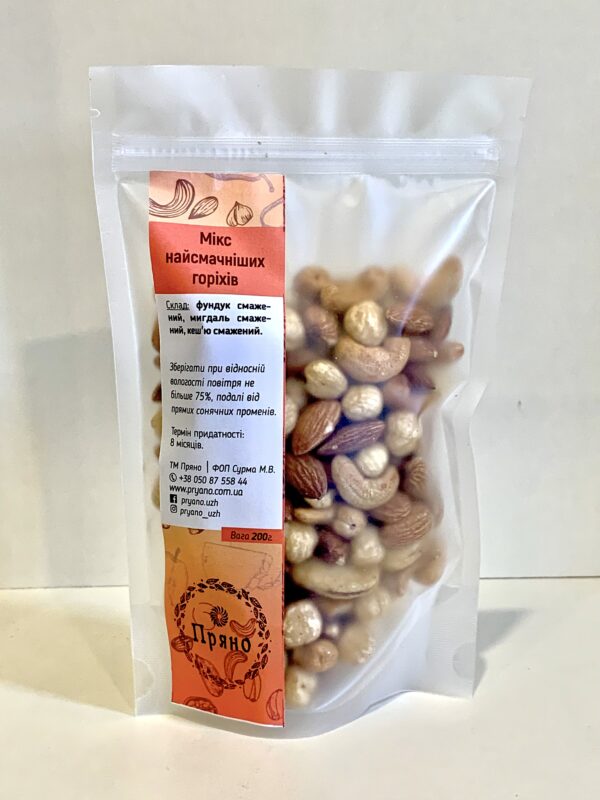 Мікс
найсмачніших
горіхів
Склад: фундук смаже-
ний, мигдаль смаже-
ний, кеш'ю смажений.
Зберігати при відносній
вологості повітря не
більше 75%, подалі від
прямих сонячних променів.
Термін придатності:
8 місяців.
ТМ Пряно | ФОП Сурма М.В.
+38 050 87 558 44
www.pryano.com.ua
pryano.uzh
pryano_uzh
Вага 200г
Пряно